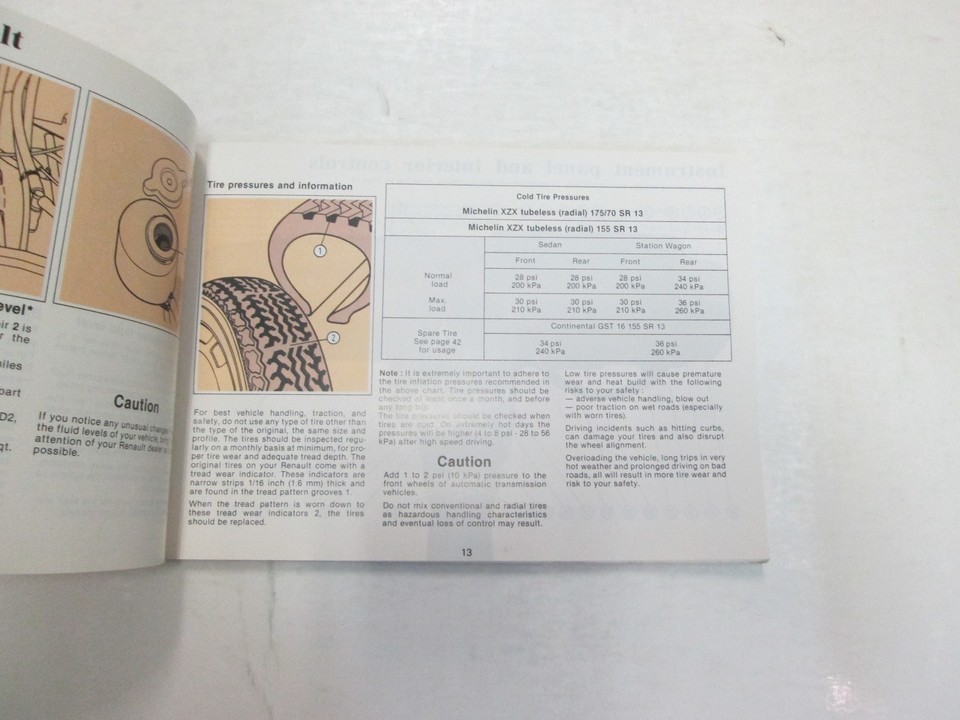 lt
evel*
ir 2 is
r the
iles
part
D2,
qt.
Caution
If you notice any unusual changes
the fluid levels of your vehicle,
attention of your Renault dealer
possible.
Tire pressures and information
1
2
For best vehicle handling, traction, and
safety, do not use any type of tire other than
the type of the original, the same size and
profile. The tires should be inspected regu-
larly on a monthly basis at minimum, for pro-
per tire wear and adequate tread depth. The
original tires on your Renault come with a
tread wear indicator. These indicators are
narrow strips 1/16 inch (1.6 mm) thick and
are found in the tread pattern grooves 1.
When the tread pattern is worn down to
these tread wear indicators 2, the tires
should be replaced.
Cold Tire Pressures
Michelin XZX tubeless (radial) 175/70 SR 13
Michelin XZX tubeless (radial) 155 SR 13
Sedan Station Wagon
Front Rear Front Rear
Normal load 28 psi 28 psi 28 psi 34 psi
200 kPa 200 kPa 200 kPa 240 kPa
Max. load 30 psi 30 psi 30 psi 36 psi
210 kPa 210 kPa 210 kPa 260 kPa
Continental GST 16 155 SR 13
Spare Tire
See page 42
for usage
34 psi 36 psi
240 kPa 260 kPa
Note : It is extremely important to adhere to
the tire inflation pressures recommended in
the above chart. Tire pressures should be
checked at least once a month, and before
any long trip.
The tire pressures should be checked when
tires are cold. On extremely hot days the
pressures will be higher (4 to 8 psi - 28 to 56
kPa) after high speed driving.
Caution
Add 1 to 2 psi (10 kPa) pressure to the
front wheels of automatic transmission
vehicles.
Do not mix conventional and radial tires
as hazardous handling characteristics
and eventual loss of control may result.
Low tire pressures will cause premature
wear and heat build with the following
risks to your safety :
— adverse vehicle handling, blow out
— poor traction on wet roads (especially
with worn tires).
Driving incidents such as hitting curbs,
can damage your tires and also disrupt
the wheel alignment.
Overloading the vehicle, long trips in very
hot weather and prolonged driving on bad
roads, all will result in more tire wear and
risk to your safety.
13